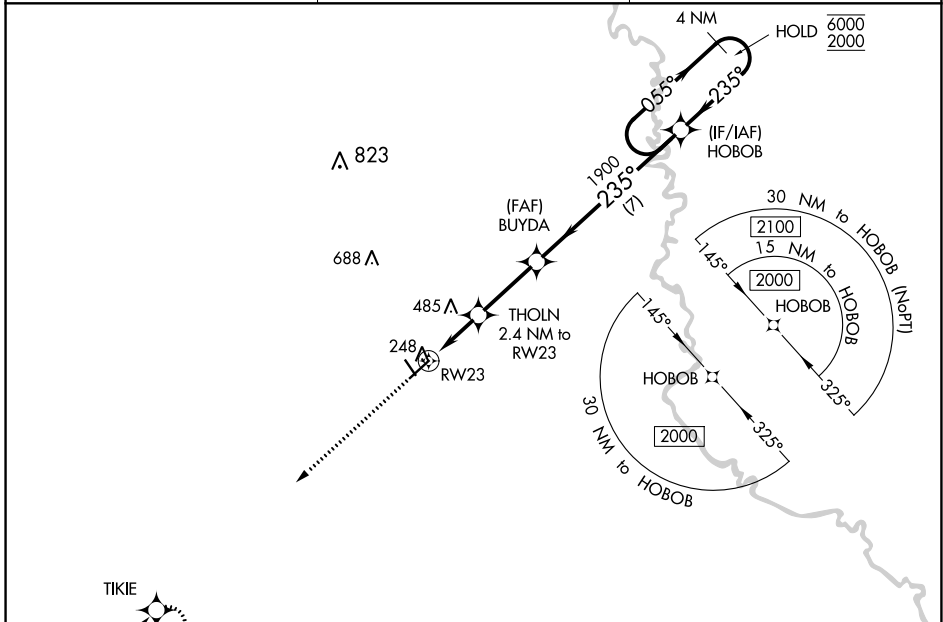 4 NM
HOLD 6000
2000
055°
235°
(IF/IAF)
HOBOB
823
1900
235°
(7)
(FAF)
BUYDA
688
485
THOLN
2.4 NM to
RW23
248
RW23
30 NM to HOBOB (NoPT)
2100
15 NM to HOBOB
2000
145°
HOBOB
325°
145°
HOBOB
2000
325°
30 NM to HOBOB
TIKIE